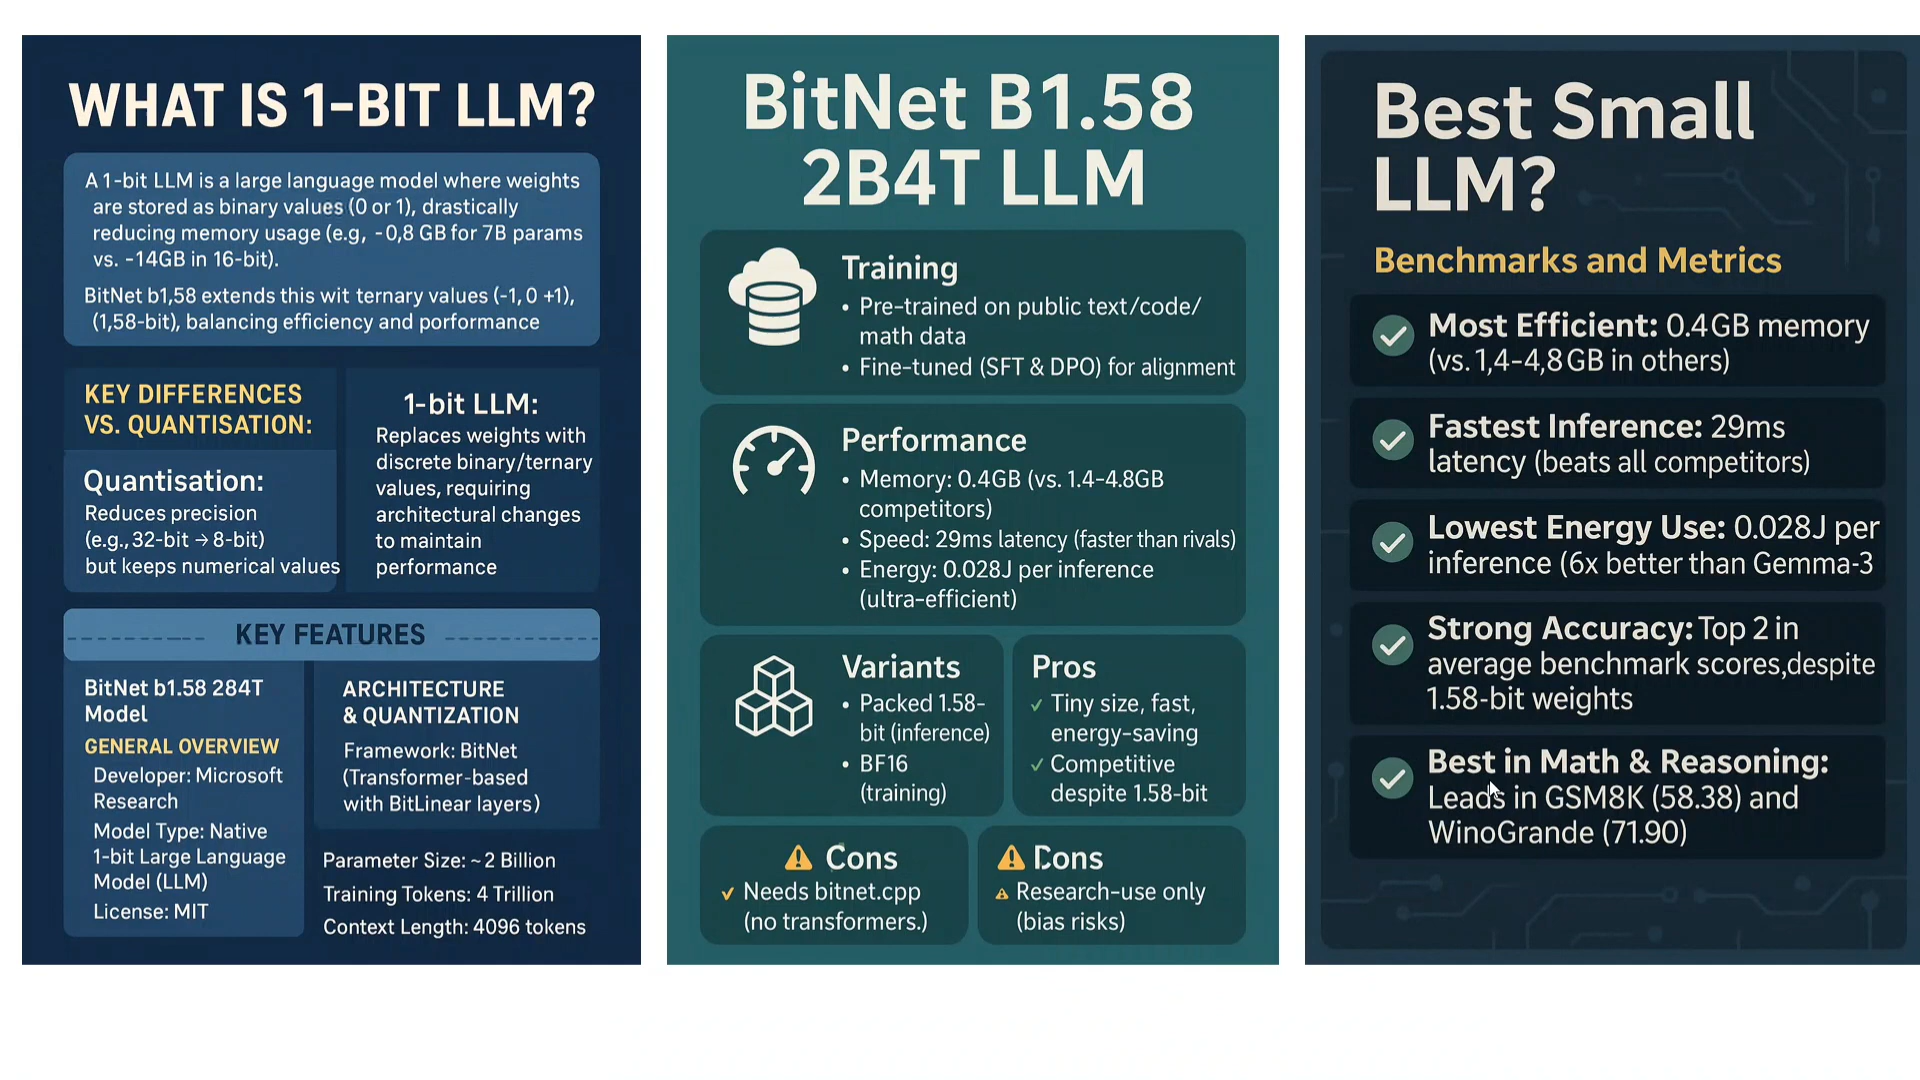 WHAT IS 1-BIT LLM?
A 1-bit LLM is a large language model where weights
are stored as binary values (0 or 1), drastically
reducing memory usage (e.g, -0,8 GB for 7B params
vs. -14GB in 16-bit).
BitNet b1,58 extends this wit ternary values (-1, 0 +1),
(1,58-bit), balancing efficiency and porformance
KEY DIFFERENCES
VS. QUANTISATION:
Quantisation:
Reduces precision
(e.g., 32-bit → 8-bit)
but keeps numerical values
1-bit LLM:
Replaces weights with
discrete binary/ternary
values, requiring
architectural changes
to maintain
performance
KEY FEATURES
BitNet b1.58 284T
Model
GENERAL OVERVIEW
Developer: Microsoft
Research
Model Type: Native
1-bit Large Language
Model (LLM)
License: MIT
ARCHITECTURE
& QUANTIZATION
Framework: BitNet
(Transformer-based
with BitLinear layers)
Parameter Size: ~2 Billion
Training Tokens: 4 Trillion
Context Length: 4096 tokens
BitNet B1.58
2B4T LLM
Training
• Pre-trained on public text/code/
math data
• Fine-tuned (SFT & DPO) for alignment
Performance
• Memory: 0.4GB (vs. 1.4-4.8GB
competitors)
• Speed: 29ms latency (faster than rivals)
• Energy: 0.028J per inference
(ultra-efficient)
Variants
• Packed 1.58-
bit (inference)
• BF16
(training)
Pros
✓ Tiny size, fast,
energy-saving
✓ Competitive
despite 1.58-bit
⚠ Cons
✓ Needs bitnet.cpp
(no transformers.)
⚠ Cons
⚠ Research-use only
(bias risks)
Best Small
LLM?
Benchmarks and Metrics
Most Efficient: 0.4 GB memory
(vs. 1,4-4,8 GB in others)
Fastest Inference: 29ms
latency (beats all competitors)
Lowest Energy Use: 0.028J per
inference (6x better than Gemma-3
Strong Accuracy: Top 2 in
average benchmark scores,despite
1.58-bit weights
Best in Math & Reasoning:
Leads in GSM8K (58.38) and
WinoGrande (71.90)